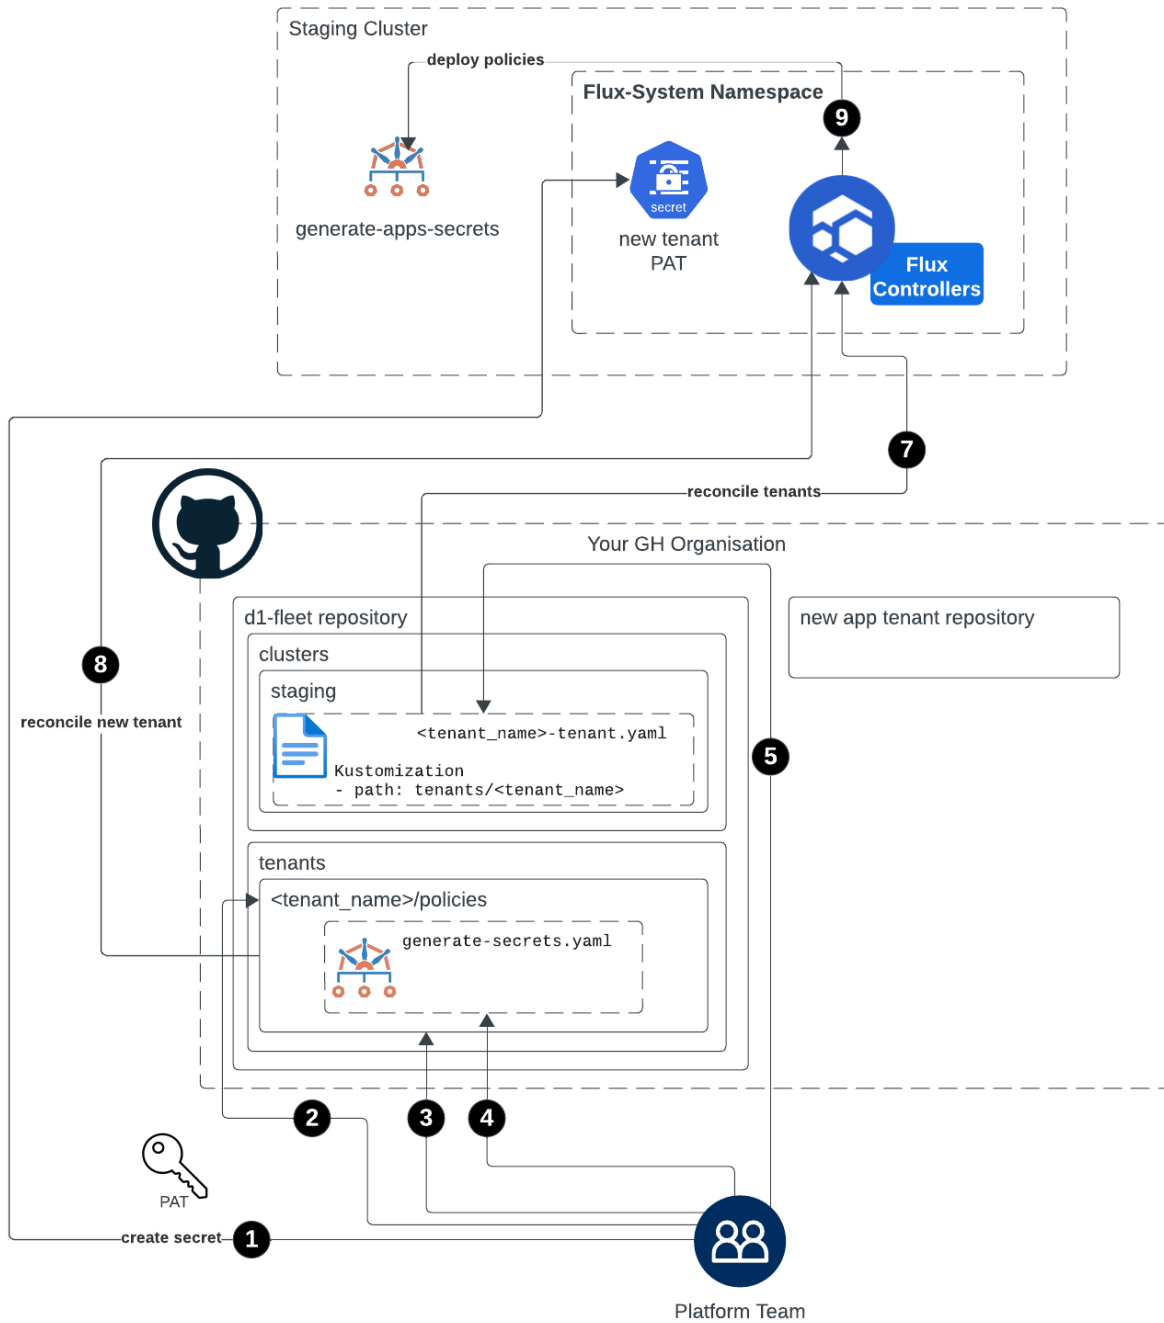 Staging Cluster
deploy policies
Flux-System Namespace
9
secret
generate-apps-secrets
new tenant
PAT
Flux
Controllers
7
reconcile tenants
Your GH Organisation
d1-fleet repository
new app tenant repository
clusters
8
staging
reconcile new tenant
<tenant_name>-tenant.yaml
5
Kustomization
- path: tenants/<tenant_name>
tenants
<tenant_name>/policies
generate-secrets.yaml
2
3
4
PAT
create secret
1
Platform Team